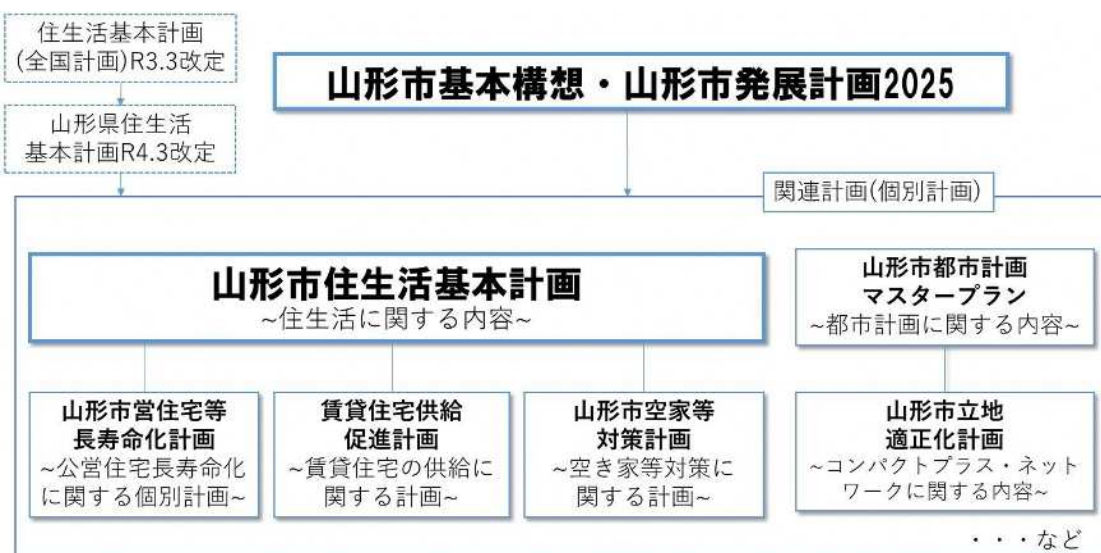 住生活基本計画
(全国計画)R3.3改定
山形市基本構想・山形市発展計画2025
山形県住生活
基本計画R4.3改定
関連計画(個別計画)
山形市住生活基本計画
~住生活に関する内容~
山形市都市計画
マスタープラン
~都市計画に関する内容~
山形市営住宅等
長寿命化計画
~公営住宅長寿命化
に関する個別計画~
賃貸住宅供給
促進計画
~賃貸住宅の供給に
関する計画~
山形市空家等
対策計画
~空き家等対策に
関する計画~
山形市立地
適正化計画
~コンパクトプラス・ネット
ワークに関する内容~
・・・など